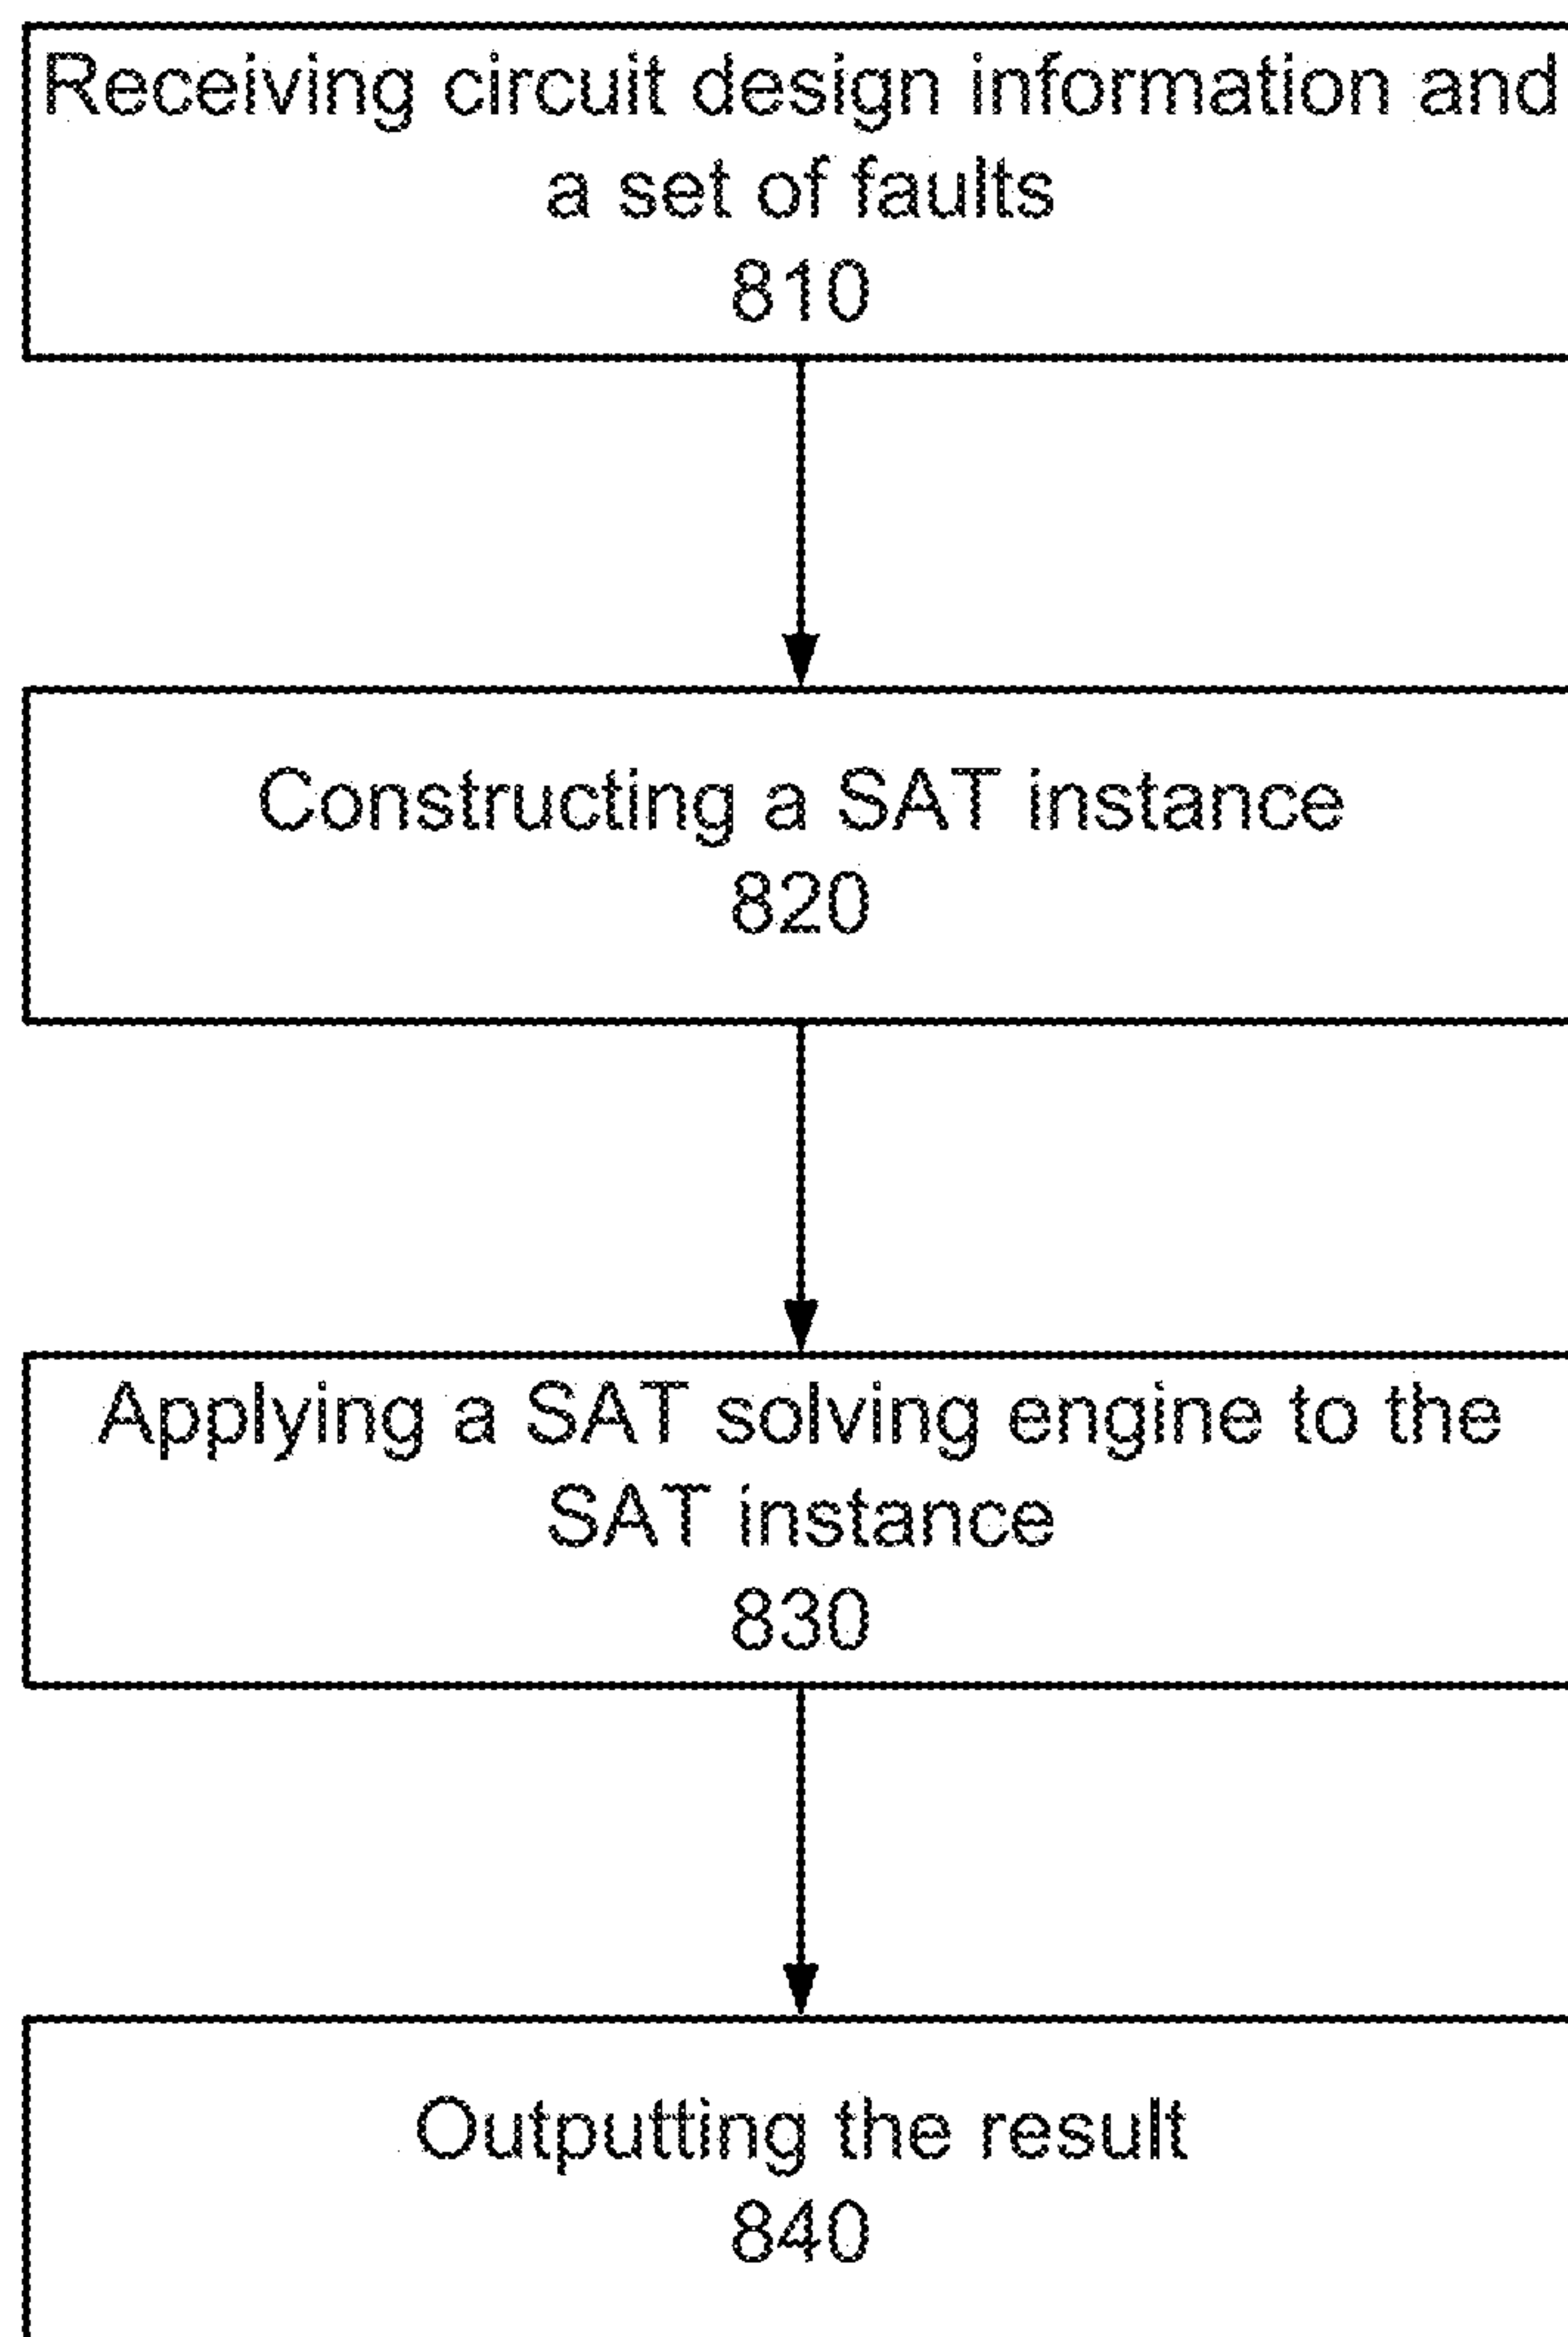 Receiving circuit design information and
a set of faults
810
Constructing a SAT instance
820
Applying a SAT solving engine to the
SAT instance
830
Outputting the result
840